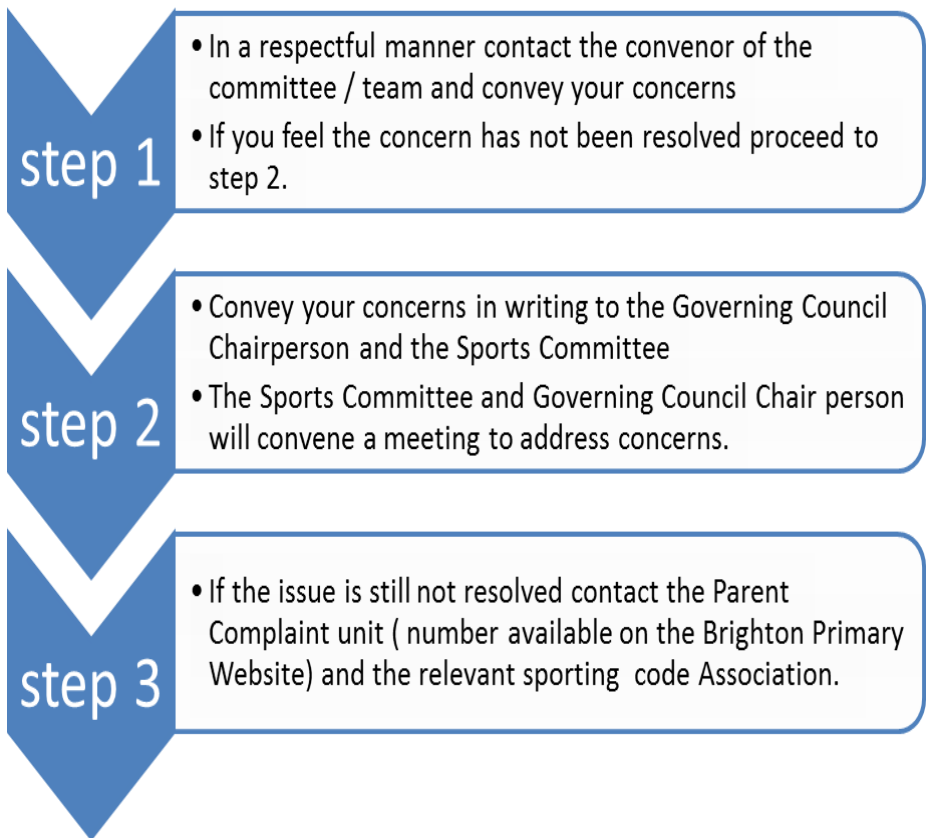 step 1
• In a respectful manner contact the convenor of the
committee / team and convey your concerns
• If you feel the concern has not been resolved proceed to
step 2.
step 2
• Convey your concerns in writing to the Governing Council
Chairperson and the Sports Committee
• The Sports Committee and Governing Council Chair person
will convene a meeting to address concerns.
step 3
• If the issue is still not resolved contact the Parent
Complaint unit ( number available on the Brighton Primary
Website) and the relevant sporting code Association.